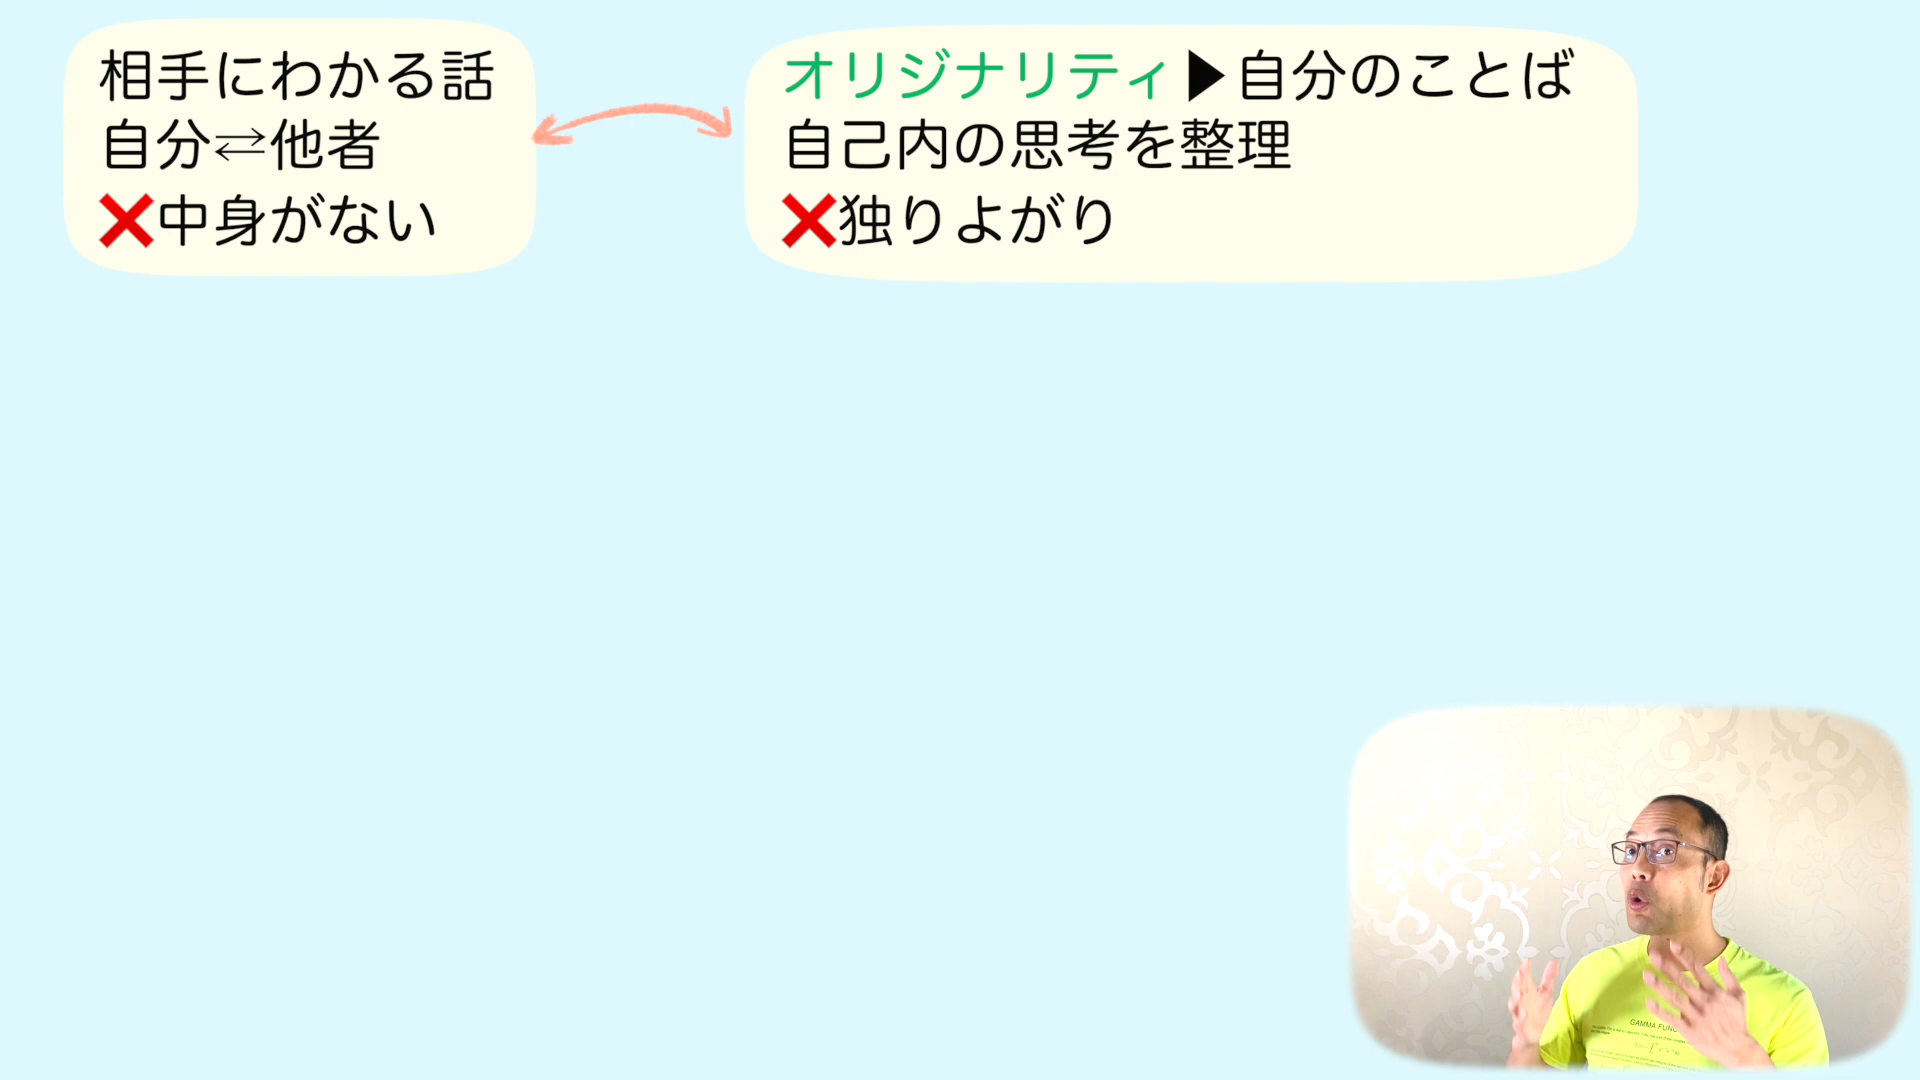 相手にわかる話
自分⇄他者
❌中身がない
オリジナリティ▶自分のことば
自己内の思考を整理
❌独りよがり
GAMMA FUNC